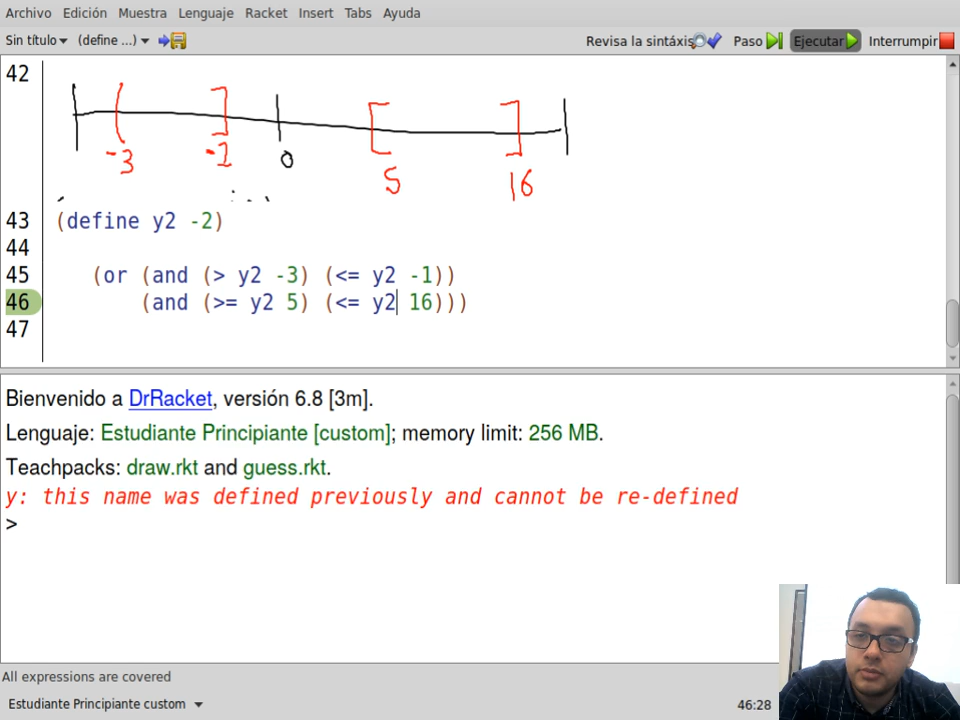 Archivo Edición Muestra Lenguaje Racket Insert Tabs Ayuda
Sin título (define ...) Revisa la sintáxis Paso Ejecutar Interrumpir
42
-3 -1 0 5 16
43 (define y2 -2)
44
45 (or (and (> y2 -3) (<= y2 -1))
46 (and (>= y2 5) (<= y2 16)))
47
Bienvenido a DrRacket, versión 6.8 [3m].
Lenguaje: Estudiante Principiante [custom]; memory limit: 256 MB.
Teachpacks: draw.rkt and guess.rkt.
y: this name was defined previously and cannot be re-defined
>
All expressions are covered
Estudiante Principiante custom 46:28